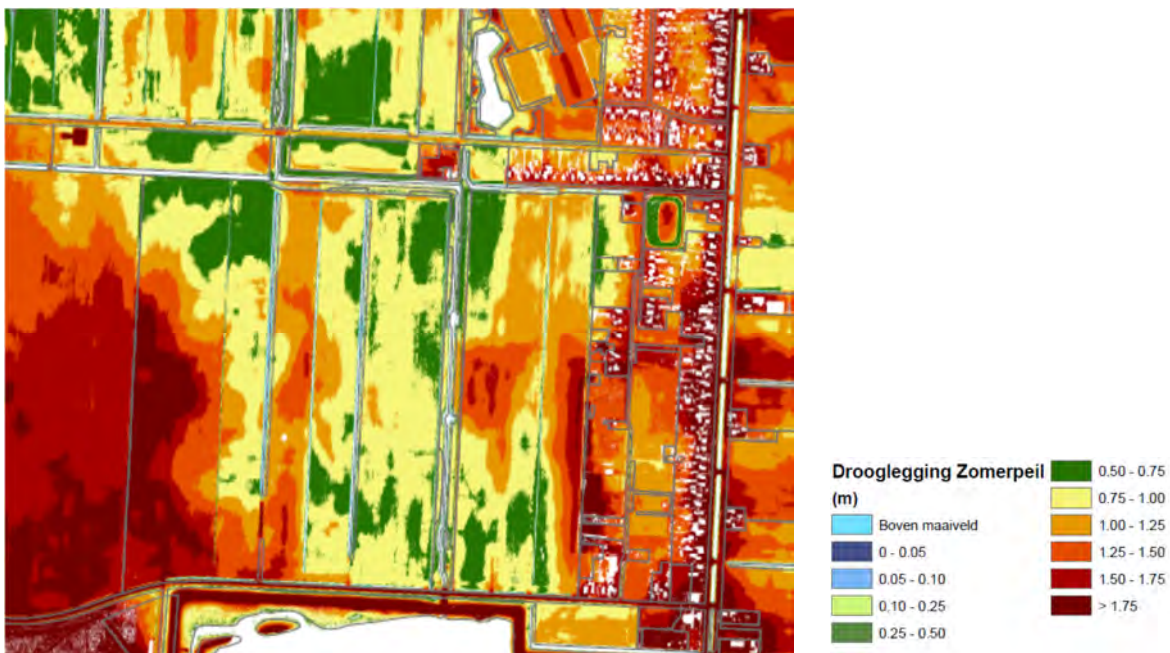 Drooglegging Zomerpeil
(m)
Boven maaiveld
0 - 0.05
0.05 - 0.10
0.10 - 0.25
0.25 - 0.50
0.50 - 0.75
0.75 - 1.00
1.00 - 1.25
1.25 - 1.50
1.50 - 1.75
> 1.75